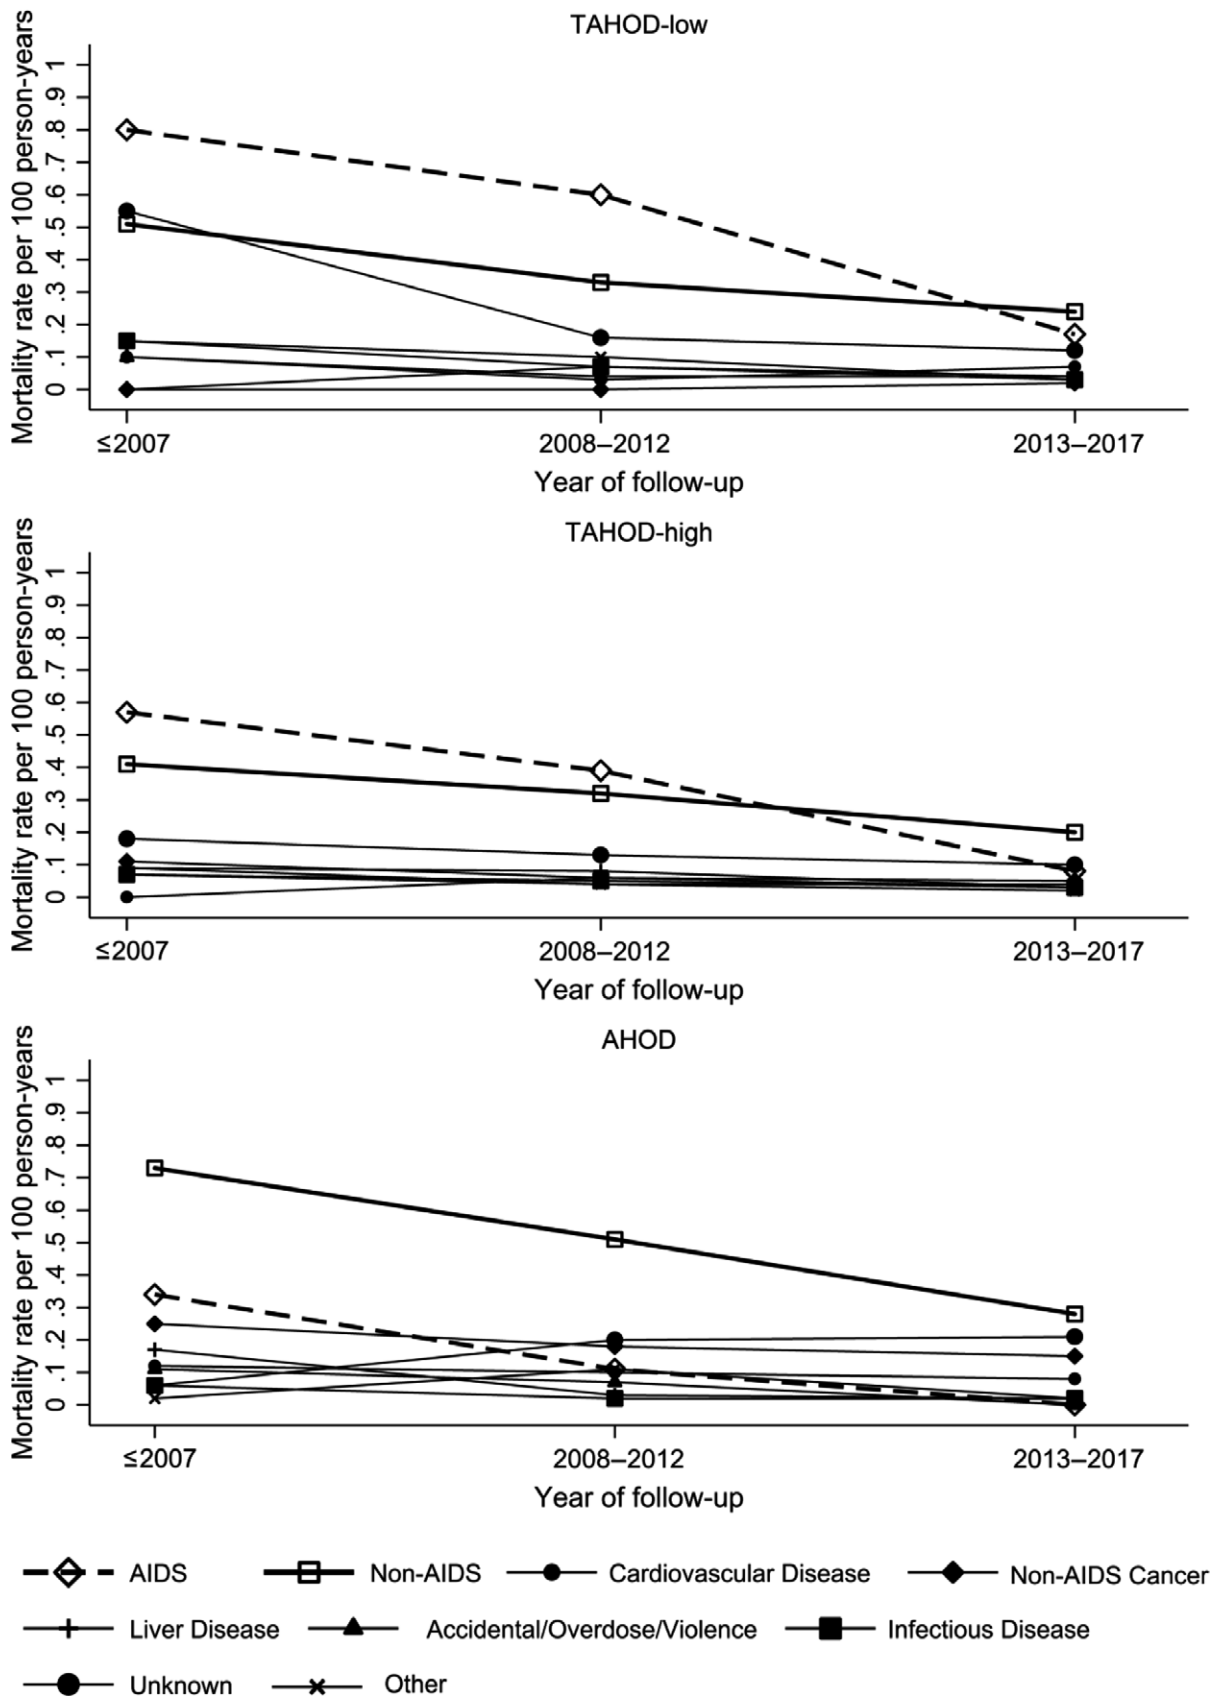 TAHOD-low
Mortality rate per 100 person-years
1
.9
.8
.7
.6
.5
.4
.3
.2
.1
0
≤2007 2008–2012 2013–2017
Year of follow-up
TAHOD-high
Mortality rate per 100 person-years
1
.9
.8
.7
.6
.5
.4
.3
.2
.1
0
≤2007 2008–2012 2013–2017
Year of follow-up
AHOD
Mortality rate per 100 person-years
1
.9
.8
.7
.6
.5
.4
.3
.2
.1
0
≤2007 2008–2012 2013–2017
Year of follow-up
AIDS Non-AIDS Cardiovascular Disease Non-AIDS Cancer
Liver Disease Accidental/Overdose/Violence Infectious Disease
Unknown Other